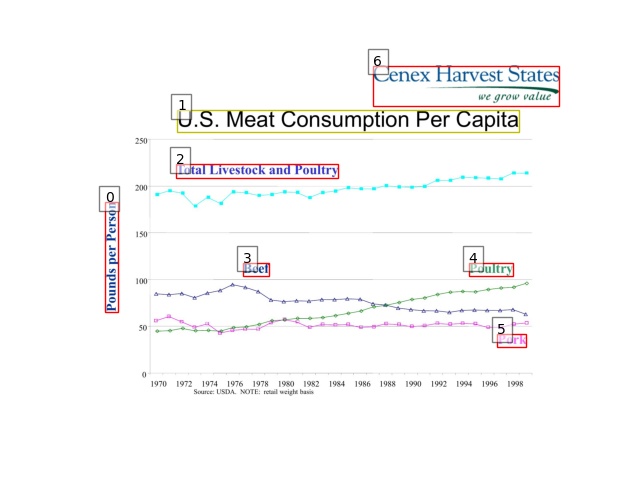 Cenex Harvest States
we grow value
U.S. Meat Consumption Per Capita
250
Total Livestock and Poultry
200
Pounds per Person
150
Beef
Poultry
100
50
Pork
0
1970 1972 1974 1976 1978 1980 1982 1984 1986 1988 1990 1992 1994 1996 1998
Source: USDA. NOTE: retail weight basis
0
1
2
3
4
5
6